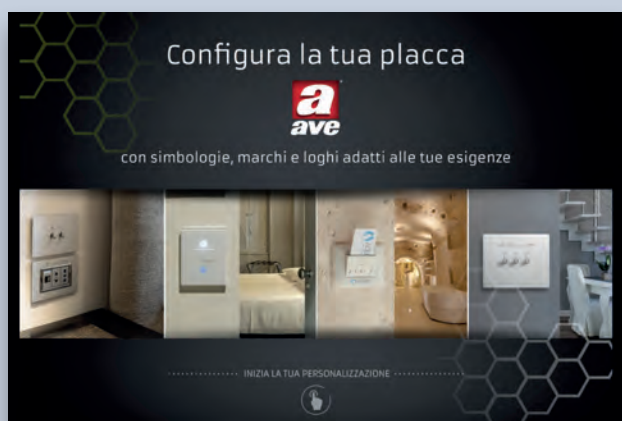 Configura la tua placca
a
ave
con simbologie, marchi e loghi adatti alle tue esigenze
INIZIA LA TUA PERSONALIZZAZIONE